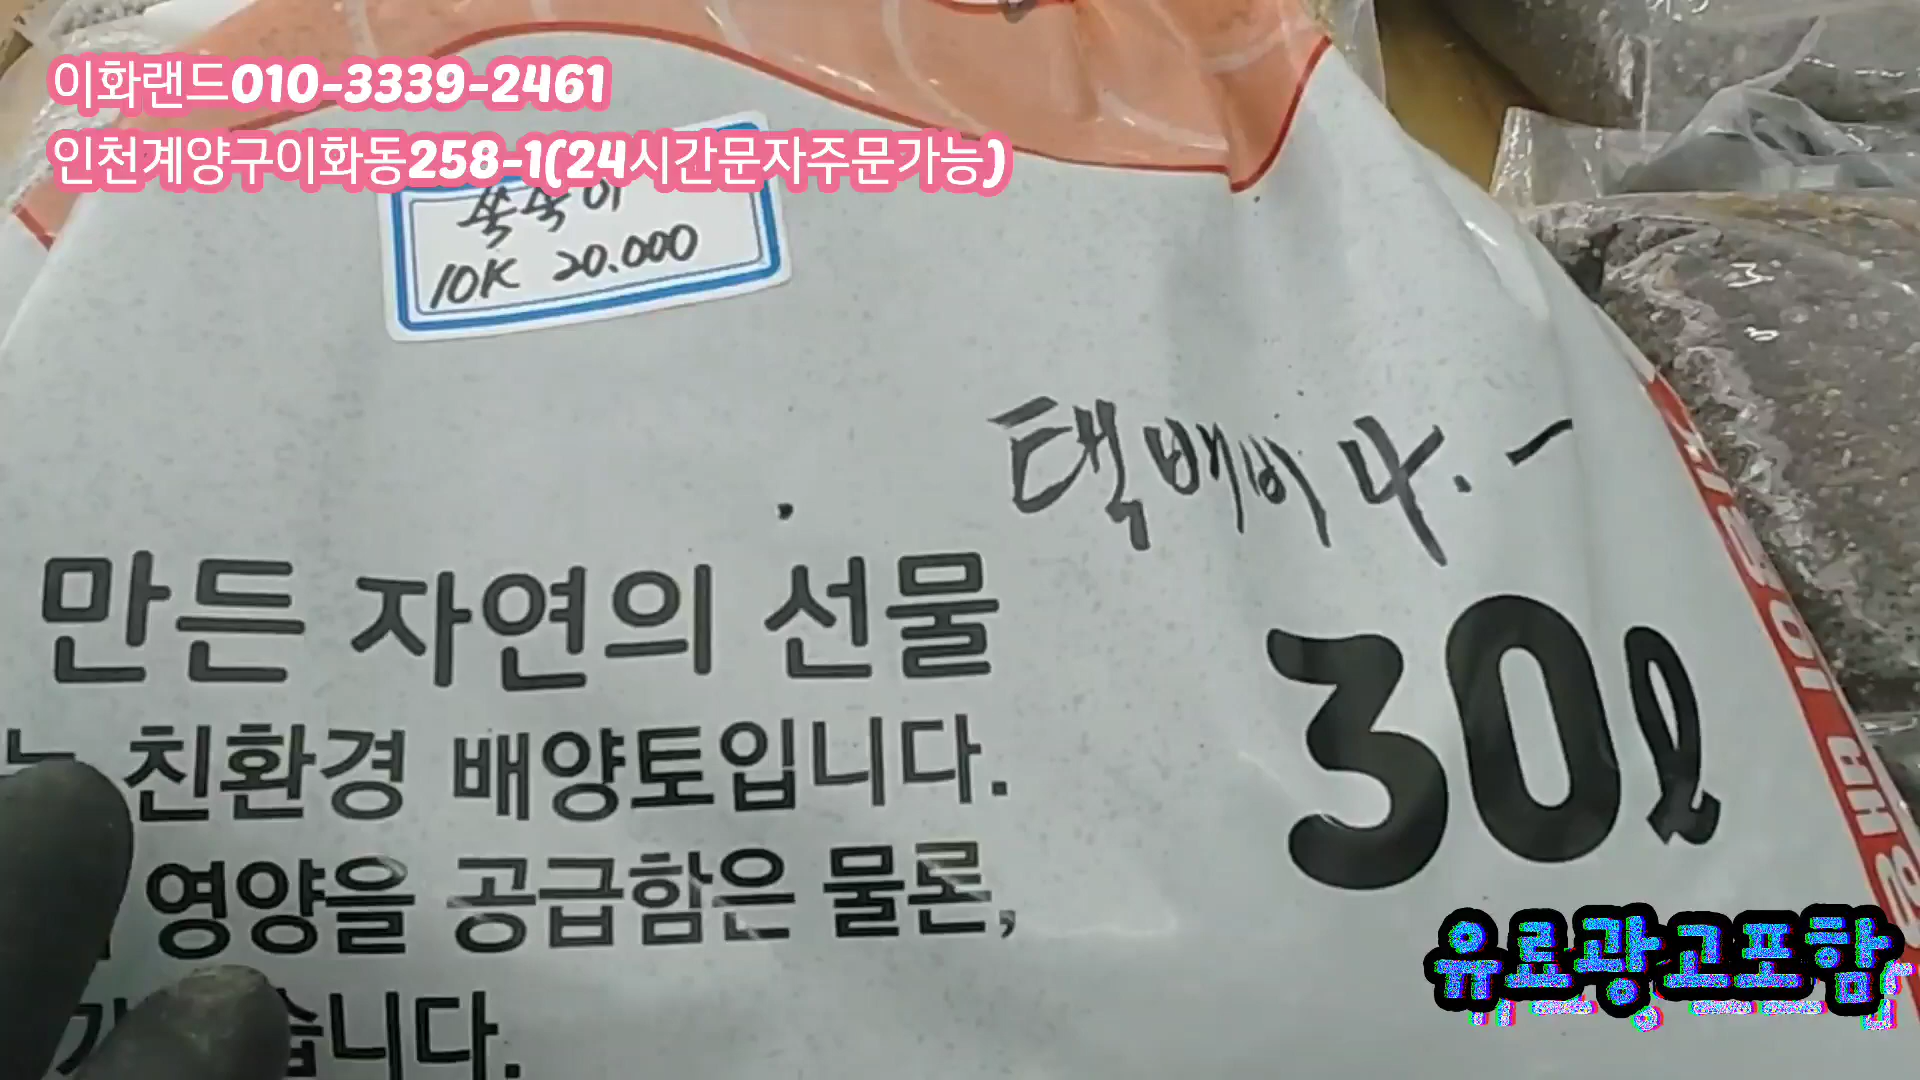 이화랜드010-3339-2461
인천계양구이화동258-1(24시간문자주문가능)
쏙쏙이
10K 20.000
택배비 4.-
만든 자연의 선물
30ℓ
친환경 배양토입니다.
영양을 공급함은 물론,
습니다.
유료광고포함